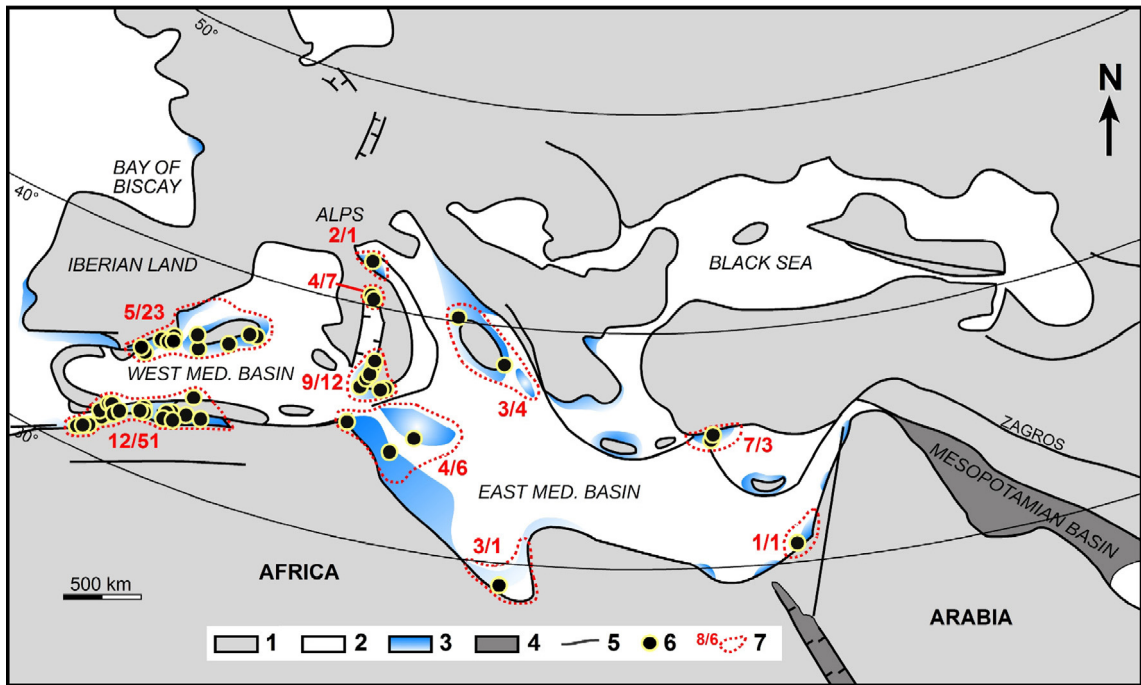 50°
N
BAY OF
BISCAY
40°
ALPS
2/1
IBERIAN LAND
BLACK SEA
4/7
5/23
WEST MED. BASIN
9/12
3/4
30°
12/51
ZAGROS
7/3
4/6
MESOPOTAMIAN BASIN
EAST MED. BASIN
3/1
1/1
AFRICA
500 km
ARABIA
1 2 3 4 5 6 8/6 7